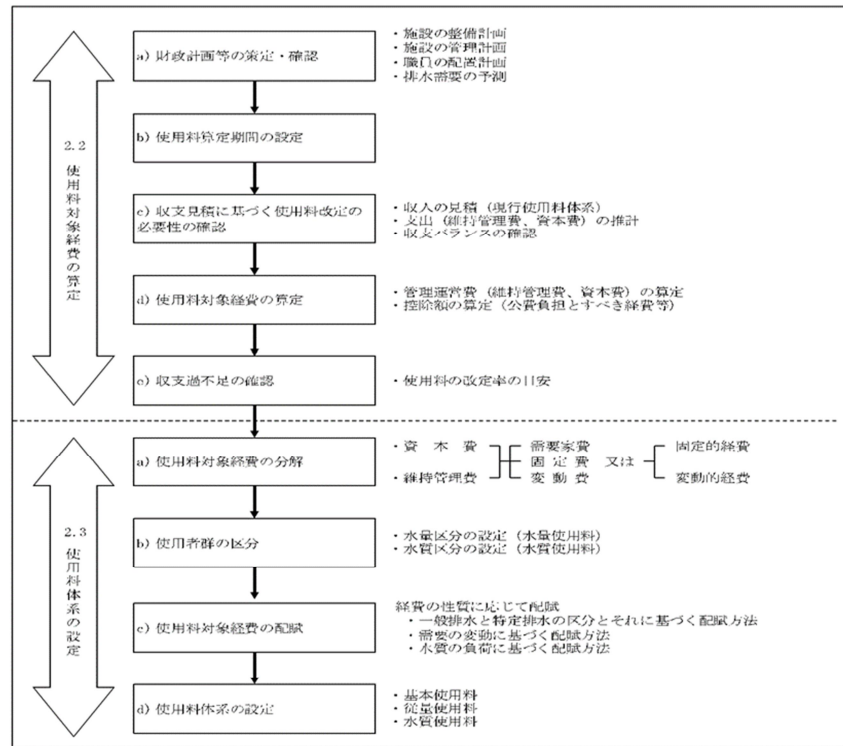 a) 財政計画等の策定・確認
・施設の整備計画
・施設の管理計画
・職員の配置計画
・排水需要の予測
b) 使用料算定期間の設定
c) 収支見積に基づく使用料改定の
必要性の確認
・収入の見積（現行使用料体系）
・支出（維持管理費、資本費）の推計
・収支バランスの確認
d) 使用料対象経費の算定
・管理運営費（維持管理費、資本費）の算定
・控除額の算定（公費負担とすべき経費等）
e) 収支過不足の確認
・使用料の改定率の目安
2.2 使用料対象経費の算定
a) 使用料対象経費の分解
・資 本 費
・維持管理費
需要家費
固 定 費 又は
変 動 費
固定的経費
変動的経費
b) 使用者群の区分
・水量区分の設定（水量使用料）
・水質区分の設定（水質使用料）
c) 使用料対象経費の配賦
経費の性質に応じて配賦
・一般排水と特定排水の区分とそれに基づく配賦方法
・需要の変動に基づく配賦方法
・水質の負荷に基づく配賦方法
d) 使用料体系の設定
・基本使用料
・従量使用料
・水質使用料
2.3 使用料体系の設定